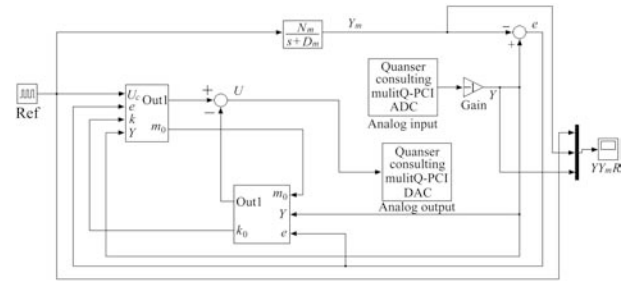 N_m
s+D_m
Y_m
−
e
+
Ref
U_c
e
k
Y
Out1
m_0
+
−
U
Quanser
consulting
mulitQ-PCI
ADC
Analog input
Gain
Y
Quanser
consulting
mulitQ-PCI
DAC
Analog output
Out1
k_0
m_0
Y
e
YY_mR